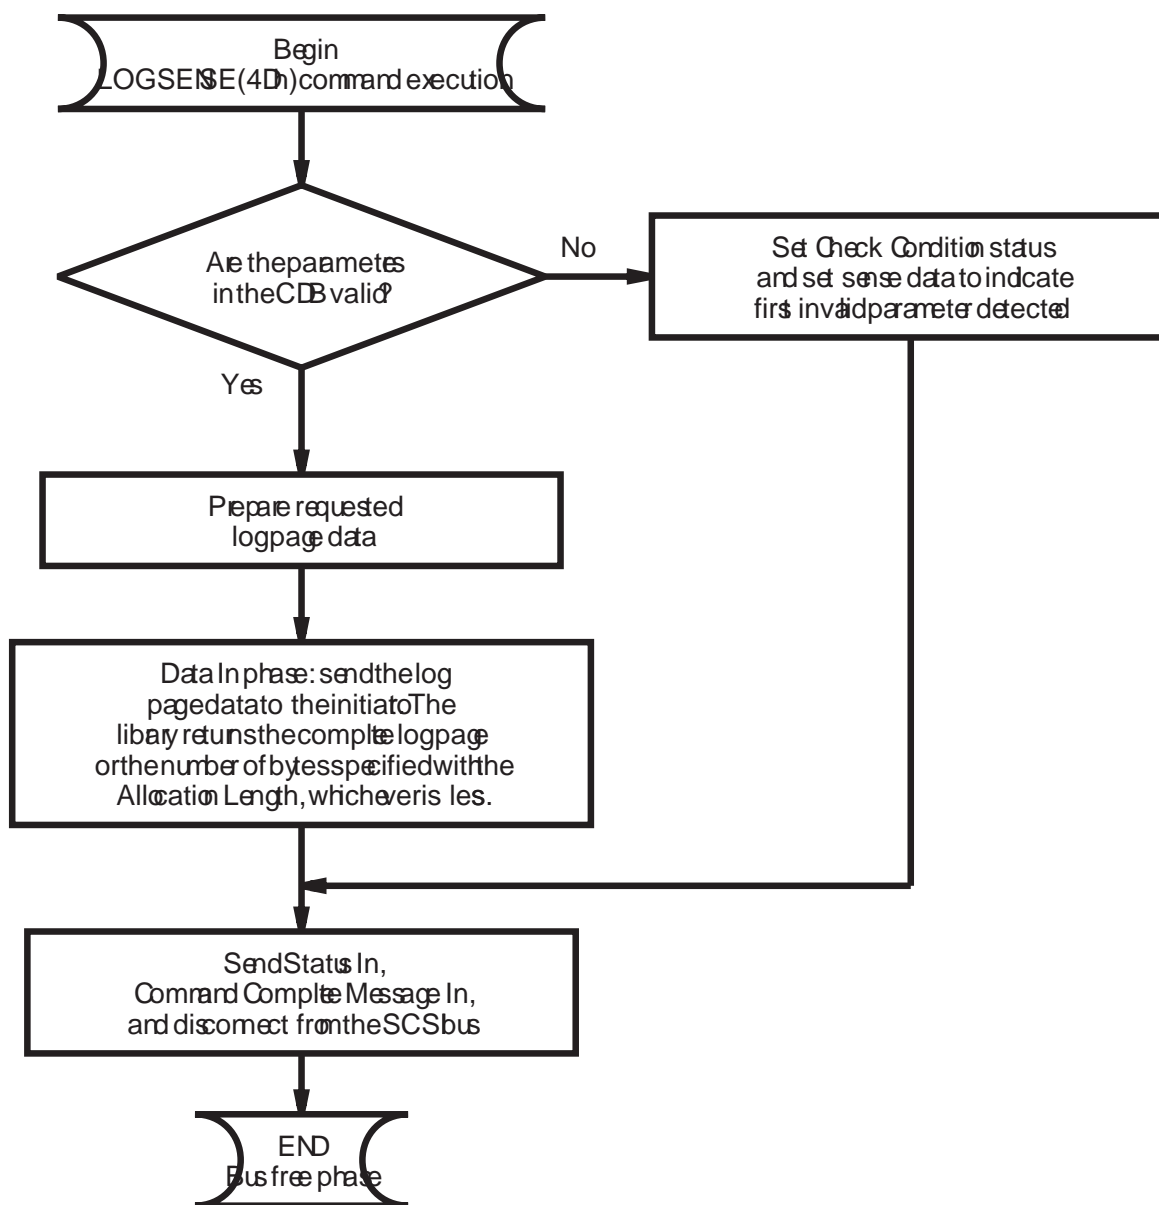 Begin
LOG SENSE (4Dh) command execution
Are the parameters
in the CDB valid?
No
Set Check Condition status
and set sense data to indicate
first invalid parameter detected
Yes
Prepare requested
log page data
Data In phase: send the log
page data to the initiator. The
library returns the complete log page
or the number of bytes specified with the
Allocation Length, whichever is less.
Send Status In,
Command Complete Message In,
and disconnect from the SCSI bus
END
Bus free phase